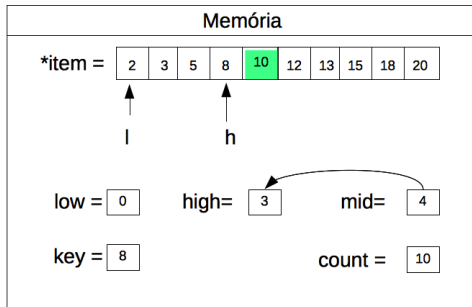 Memória
*item = 2 3 5 8 10 12 13 15 18 20
l h
low = 0 high= 3 mid= 4
key = 8 count = 10